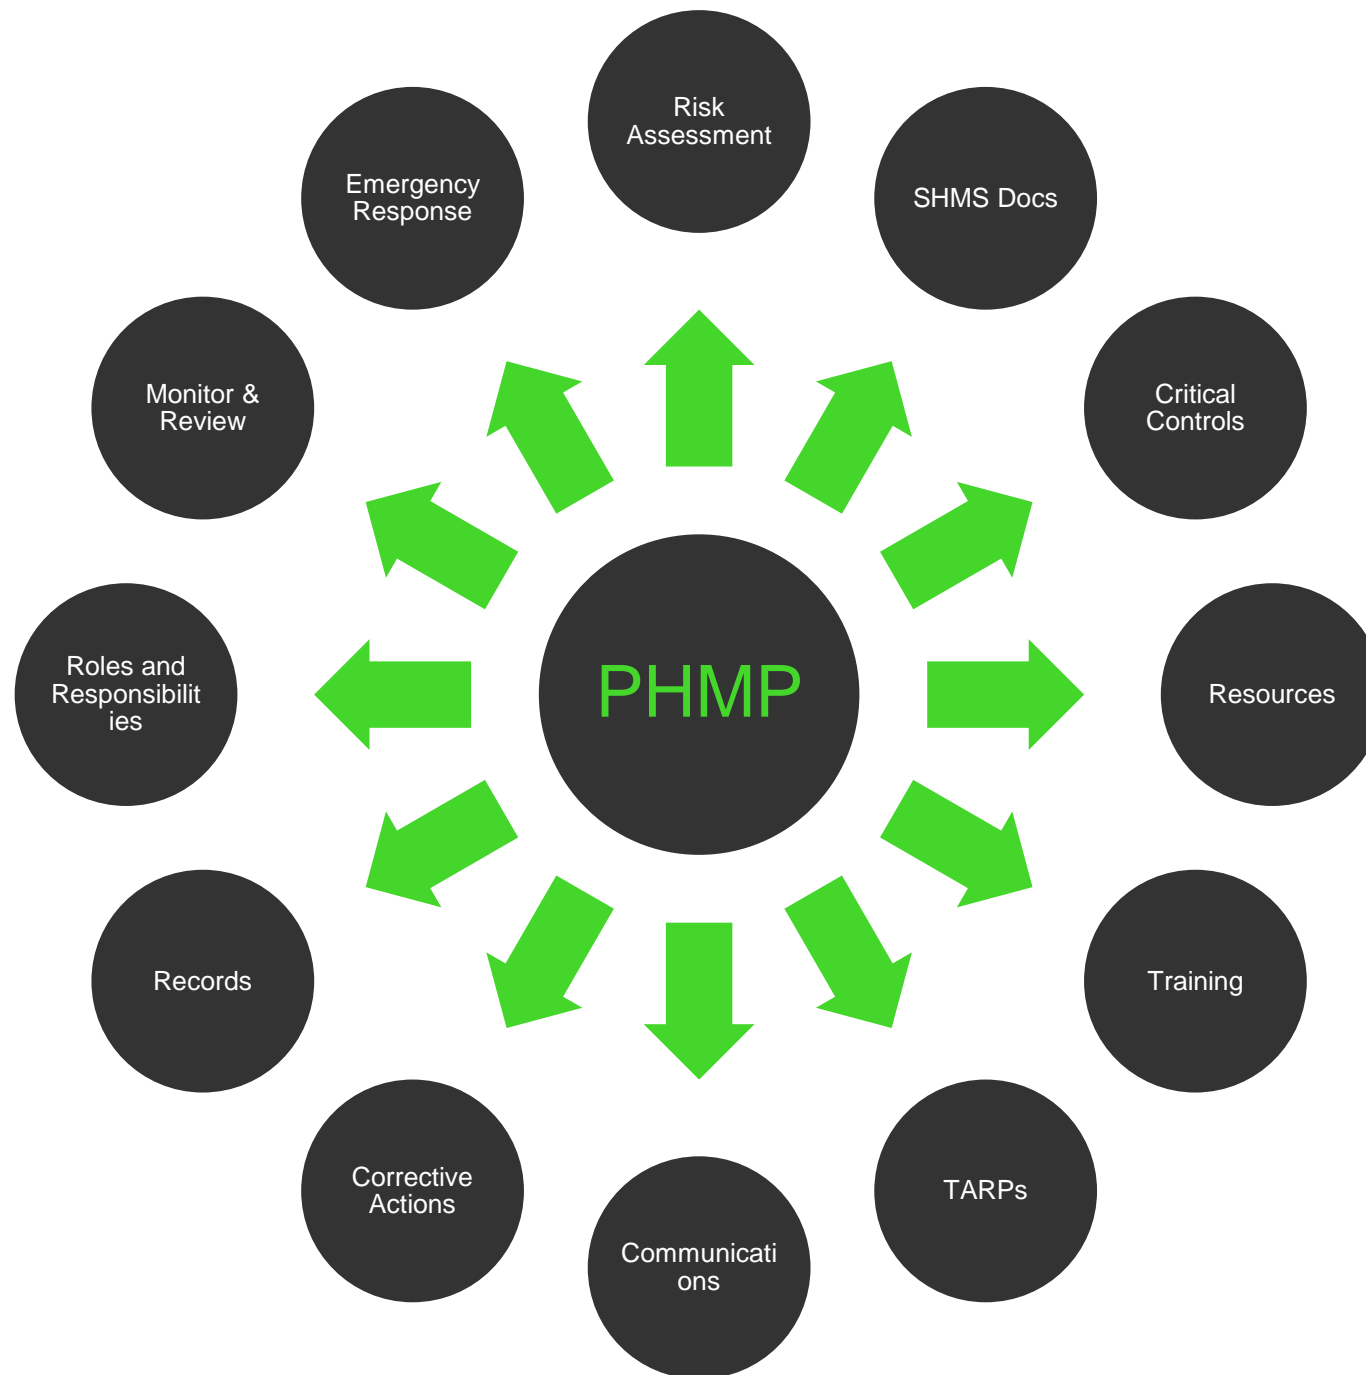 Risk
Assessment
SHMS Docs
Critical
Controls
Resources
Training
TARPs
Communicati
ons
Corrective
Actions
Records
Roles and
Responsibilit
ies
Monitor &
Review
Emergency
Response
PHMP